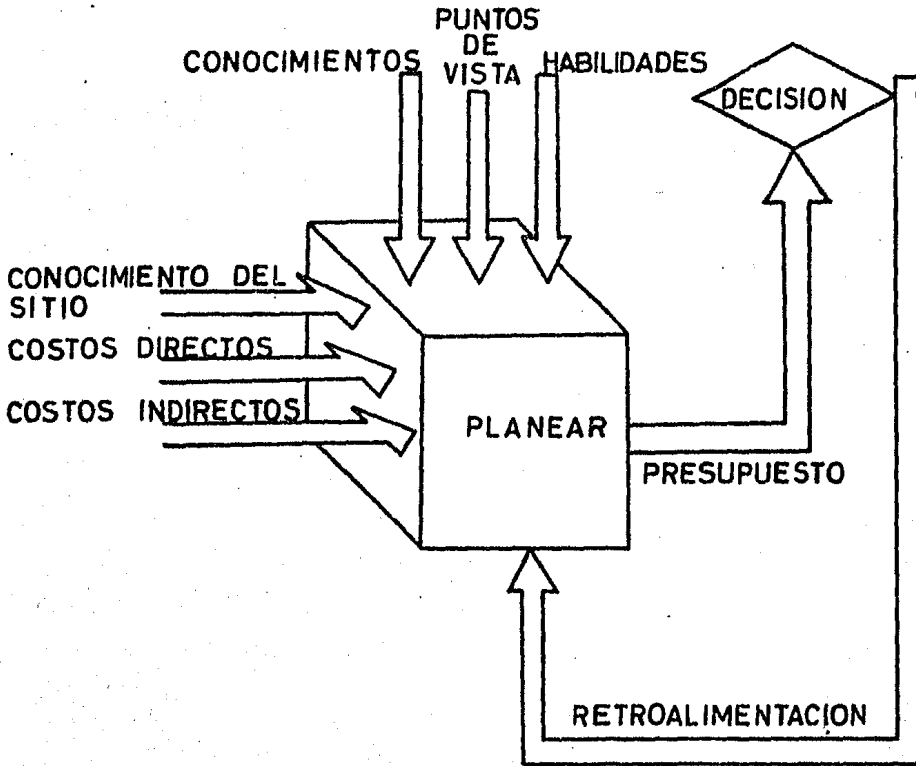 PUNTOS
DE
VISTA
CONOCIMIENTOS
HABILIDADES
DECISION
CONOCIMIENTO DEL
SITIO
COSTOS DIRECTOS
COSTOS INDIRECTOS
PLANEAR
PRESUPUESTO
RETROALIMENTACION